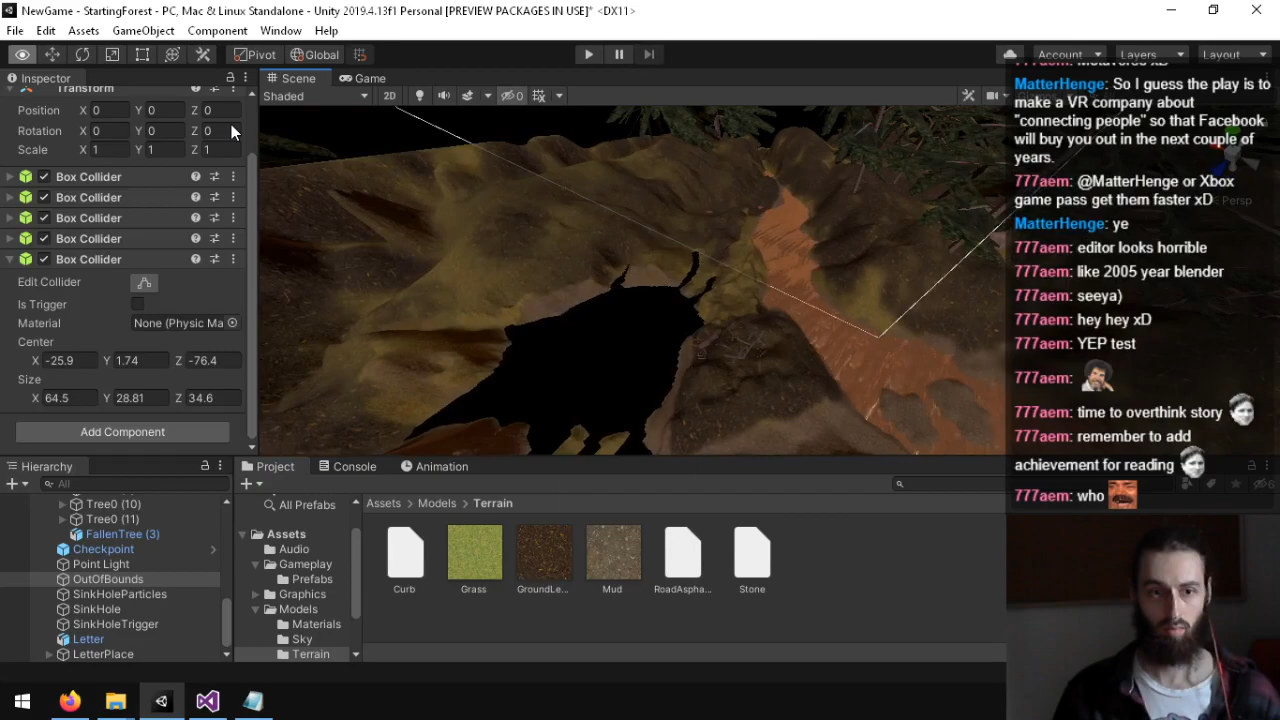 NewGame - StartingForest - PC, Mac & Linux Standalone - Unity 2019.4.13f1 Personal [PREVIEW PACKAGES IN USE]* <DX11>
File Edit Assets GameObject Component Window Help
Pivot Global Account Layers Layout
Inspector Scene Game
Shaded 2D 0
Transform
Position X 0 Y 0 Z 0
Rotation X 0 Y 0 Z 0
Scale X 1 Y 1 Z 1
Box Collider
Box Collider
Box Collider
Box Collider
Box Collider
Edit Collider
Is Trigger
Material None (Physic Ma
Center
X -25.9 Y 1.74 Z -76.4
Size
X 64.5 Y 28.81 Z 34.6
Add Component
Persp
MatterHenge: So I guess the play is to
make a VR company about
"connecting people" so that Facebook
will buy you out in the next couple of
years.
777aem: @MatterHenge or Xbox
game pass get them faster xD
MatterHenge: ye
777aem: editor looks horrible
777aem: like 2005 year blender
777aem: seeya)
777aem: hey hey xD
777aem: YEP test
777aem:
777aem: time to overthink story
777aem: remember to add
achievement for reading
777aem: who
Hierarchy
All
Tree0 (10)
Tree0 (11)
FallenTree (3)
Checkpoint
Point Light
OutOfBounds
SinkHoleParticles
SinkHole
SinkHoleTrigger
Letter
LetterPlace
Project Console Animation
All Prefabs
Assets
Audio
Gameplay
Prefabs
Graphics
Models
Materials
Sky
Terrain
Assets > Models > Terrain
Curb Grass GroundLe... Mud RoadAspha... Stone